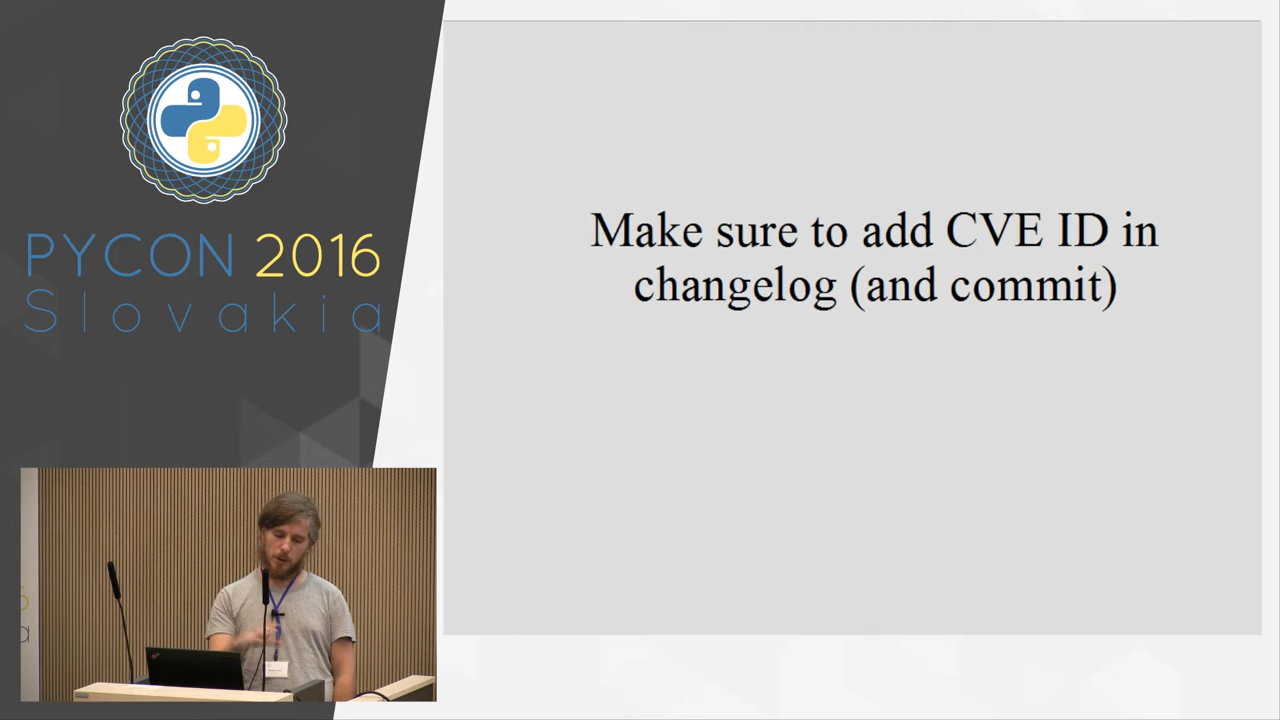 PYCON 2016
Slovakia
Make sure to add CVE ID in
changelog (and commit)